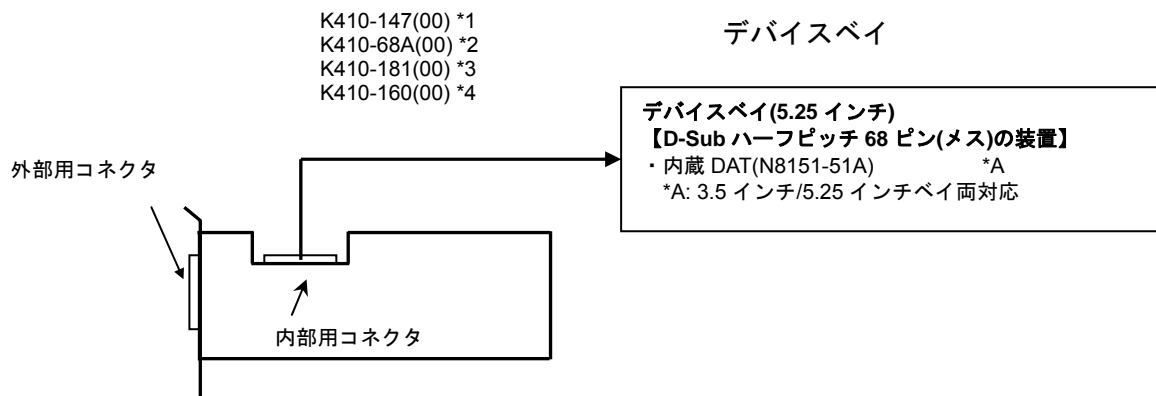 K410-147(00) *1
K410-68A(00) *2
K410-181(00) *3
K410-160(00) *4
デバイスベイ
デバイスベイ(5.25 インチ)
【D-Sub ハーフピッチ 68 ピン(メス)の装置】
・内蔵 DAT(N8151-51A) *A
*A: 3.5 インチ/5.25 インチベイ両対応
外部用コネクタ
内部用コネクタ